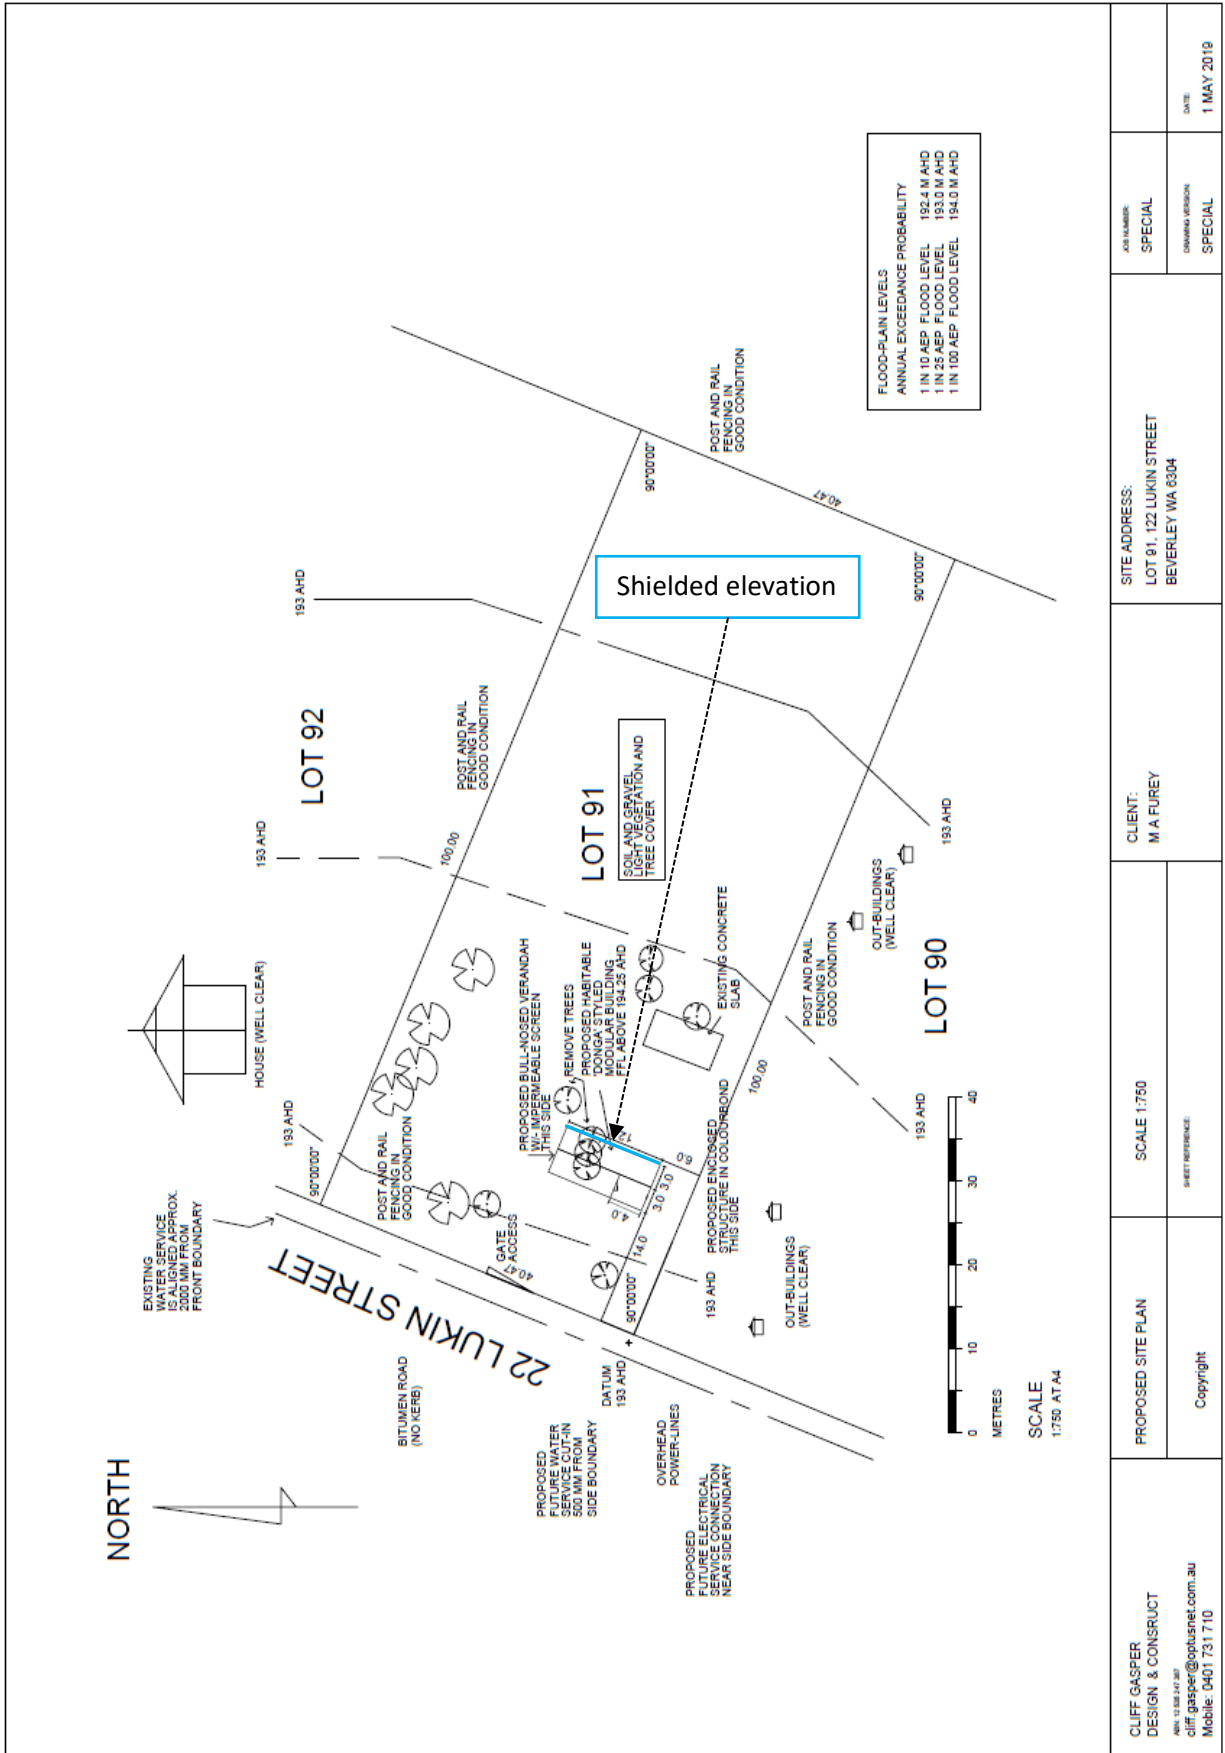 NORTH
EXISTING
WATER SERVICE
IS ALIGNED APPROX.
2000 MM FROM
FRONT BOUNDARY
HOUSE (WELL CLEAR)
193 AHD
193 AHD
193 AHD
LOT 92
90°00'00"
POST AND RAIL
FENCING IN
GOOD CONDITION
100.00
POST AND RAIL
FENCING IN
GOOD CONDITION
22 LUKIN STREET
BITUMEN ROAD
(NO KERB)
GATE
ACCESS
40.47
PROPOSED BULL-NOSED VERANDAH
W/- IMPERMEABLE SCREEN
THIS SIDE
REMOVE TREES
PROPOSED HABITABLE
'DONGA' STYLED
MODULAR BUILDING
FFL ABOVE 194.25 AHD
LOT 91
SOIL AND GRAVEL
LIGHT VEGETATION AND
TREE COVER
Shielded elevation
90°00'00"
POST AND RAIL
FENCING IN
GOOD CONDITION
40.47
90°00'00"
PROPOSED
FUTURE WATER
SERVICE CUT-IN
500 MM FROM
SIDE BOUNDARY
DATUM
193 AHD
90°00'00"
14.0
4.0
3.0
3.0
6.0
EXISTING CONCRETE
SLAB
OVERHEAD
POWER-LINES
193 AHD
PROPOSED ENCLOSED
STRUCTURE IN COLOURBOND
THIS SIDE
100.00
PROPOSED
FUTURE ELECTRICAL
SERVICE CONNECTION
NEAR SIDE BOUNDARY
OUT-BUILDINGS
(WELL CLEAR)
POST AND RAIL
FENCING IN
GOOD CONDITION
OUT-BUILDINGS
(WELL CLEAR)
193 AHD
193 AHD
LOT 90
FLOOD-PLAIN LEVELS
ANNUAL EXCEEDANCE PROBABILITY
1 IN 10 AEP FLOOD LEVEL 192.4 M AHD
1 IN 25 AEP FLOOD LEVEL 193.0 M AHD
1 IN 100 AEP FLOOD LEVEL 194.0 M AHD
0 10 20 30 40
METRES
SCALE
1:750 AT A4
CLIFF GASPER
DESIGN & CONSRUCT
cliff.gasper@optusnet.com.au
Mobile: 0401 731 710
PROPOSED SITE PLAN
Copyright
SCALE 1:750
SHEET REFERENCE:
CLIENT:
M A FUREY
SITE ADDRESS:
LOT 91, 122 LUKIN STREET
BEVERLEY WA 6304
JOB NUMBER:
SPECIAL
DRAWING VERSION:
SPECIAL
DATE:
1 MAY 2019